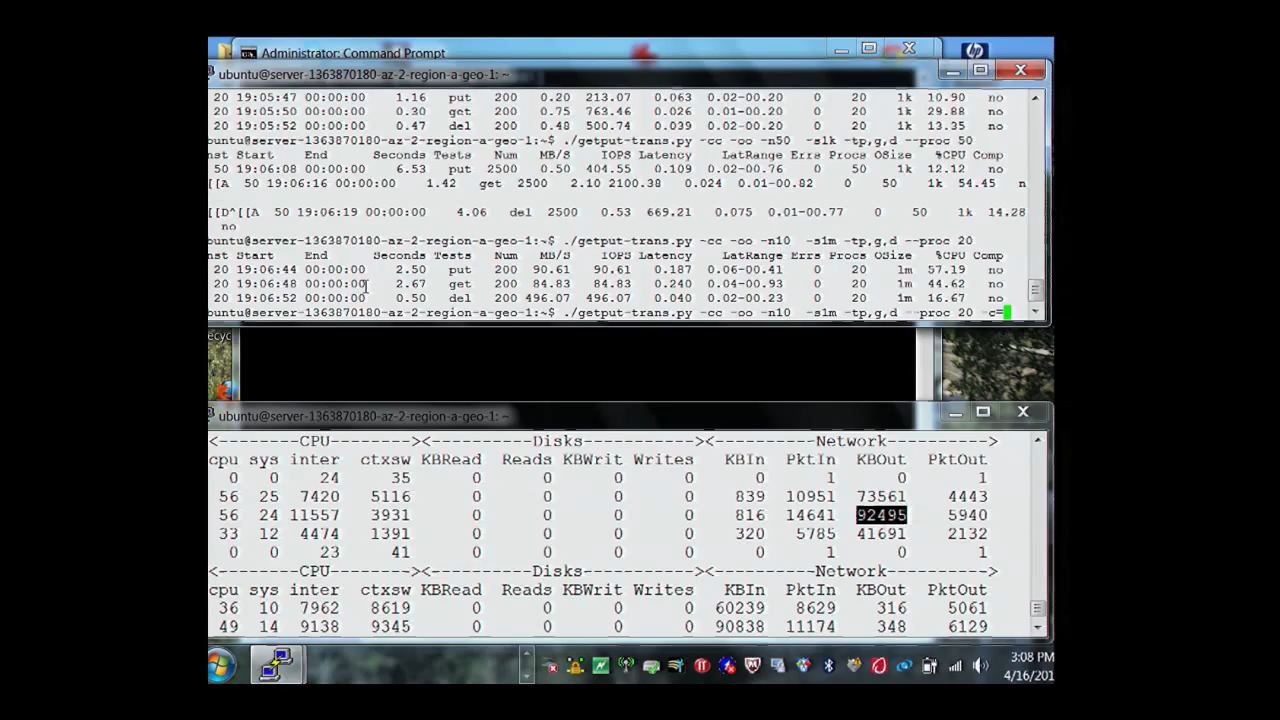 Administrator: Command Prompt
ubuntu@server-1363870180-az-2-region-a-geo-1: ~
20 19:05:47 00:00:00 1.16 put 200 0.20 213.07 0.063 0.02-00.20 0 20 1k 10.90 no
20 19:05:50 00:00:00 0.30 get 200 0.75 763.46 0.026 0.01-00.20 0 20 1k 29.88 no
20 19:05:52 00:00:00 0.47 del 200 0.48 500.74 0.039 0.02-00.20 0 20 1k 13.35 no
ubuntu@server-1363870180-az-2-region-a-geo-1:~$ ./getput-trans.py -cc -oo -n50 -s1k -tp,g,d --proc 50
nst Start End Seconds Tests Num MB/S IOPS Latency LatRange Errs Procs OSize %CPU Comp
50 19:06:08 00:00:00 6.53 put 2500 0.50 404.55 0.109 0.02-00.76 0 50 1k 12.12 no
[[A 50 19:06:16 00:00:00 1.42 get 2500 2.10 2100.38 0.024 0.01-00.82 0 50 1k 54.45 n
[[D^[[A 50 19:06:19 00:00:00 4.06 del 2500 0.53 669.21 0.075 0.01-00.77 0 50 1k 14.28
no
buntu@server-1363870180-az-2-region-a-geo-1:~$ ./getput-trans.py -cc -oo -n10 -s1m -tp,g,d --proc 20
nst Start End Seconds Tests Num MB/S IOPS Latency LatRange Errs Procs OSize %CPU Comp
20 19:06:44 00:00:00 2.50 put 200 90.61 90.61 0.187 0.06-00.41 0 20 1m 57.19 no
20 19:06:48 00:00:00 2.67 get 200 84.83 84.83 0.240 0.04-00.93 0 20 1m 44.62 no
20 19:06:52 00:00:00 0.50 del 200 496.07 496.07 0.040 0.02-00.23 0 20 1m 16.67 no
buntu@server-1363870180-az-2-region-a-geo-1:~$ ./getput-trans.py -cc -oo -n10 -s1m -tp,g,d --proc 20 -c=
ecyc
ubuntu@server-1363870180-az-2-region-a-geo-1: ~
<--------CPU--------><----------Disks-----------><----------Network---------->
cpu sys inter ctxsw KBRead Reads KBWrit Writes KBIn PktIn KBOut PktOut
0 0 24 35 0 0 0 0 0 1 0 1
56 25 7420 5116 0 0 0 0 839 10951 73561 4443
56 24 11557 3931 0 0 0 0 816 14641 92495 5940
33 12 4474 1391 0 0 0 0 320 5785 41691 2132
0 0 23 41 0 0 0 0 0 1 0 1
<--------CPU--------><----------Disks-----------><----------Network---------->
cpu sys inter ctxsw KBRead Reads KBWrit Writes KBIn PktIn KBOut PktOut
36 10 7962 8619 0 0 0 0 60239 8629 316 5061
49 14 9138 9345 0 0 0 0 90838 11174 348 6129
3:08 PM
4/16/201